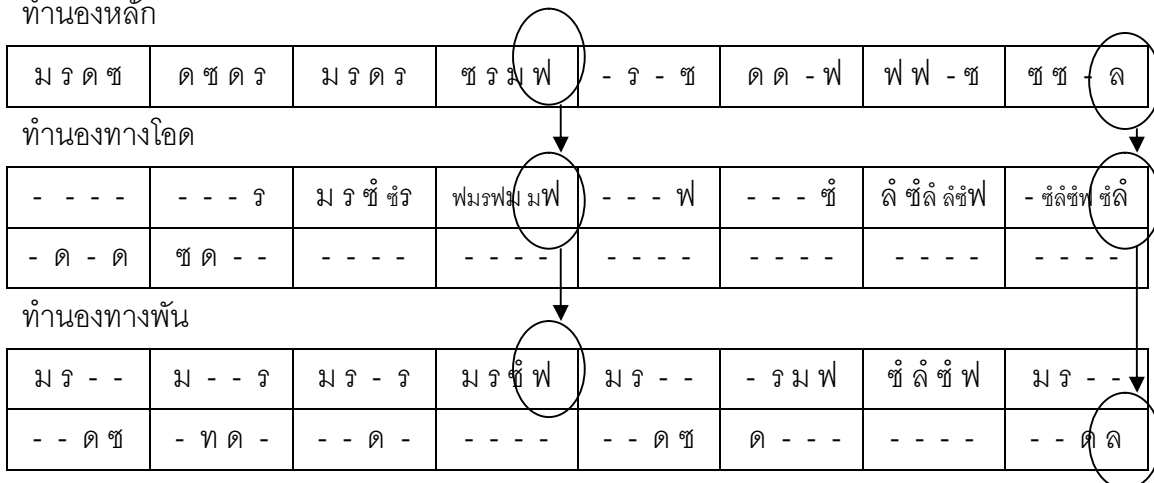 ทำนองหลัก
ม ร ด ซ ด ซ ด ร ม ร ด ร ซ ร ม ฟ - ร - ซ ด ด - ฟ ฟ ฟ - ซ ซ ซ - ล
ทำนองทางโอด
- - - - - - - ร ม ร ซํ ซํร ฟมรฟม มฟ - - - ฟ - - - ซํ ลํ ซํลํ ลํซํฟ - ซํลํซํฟ ซํลํ
- ด - ด ซ ด - - - - - - - - - - - - - - - - - - - - - - - - - -
ทำนองทางพัน
ม ร - - ม - - ร ม ร - ร ม ร ซํ ฟ ม ร - - - ร ม ฟ ซํ ลํ ซํ ฟ ม ร - -
- - ด ซ - ท ด - - - ด - - - - - - - ด ซ ด - - - - - - - - - ด ล